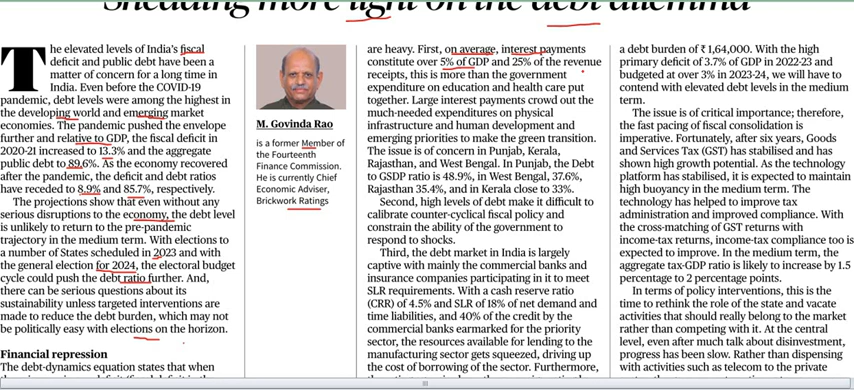 Shedding more light on the debt dilemma
The elevated levels of India's fiscal
deficit and public debt have been a
matter of concern for a long time in
India. Even before the COVID-19
pandemic, debt levels were among the highest in
the developing world and emerging market
economies. The pandemic pushed the envelope
further and relative to GDP, the fiscal deficit in
2020-21 increased to 13.3% and the aggregate
public debt to 89.6%. As the economy recovered
after the pandemic, the deficit and debt ratios
have receded to 8.9% and 85.7%, respectively.
The projections show that even without any
serious disruptions to the economy, the debt level
is unlikely to return to the pre-pandemic
trajectory in the medium term. With elections to
a number of States scheduled in 2023 and with
the general election for 2024, the electoral budget
cycle could push the debt ratio further. And,
there can be serious questions about its
sustainability unless targeted interventions are
made to reduce the debt burden, which may not
be politically easy with elections on the horizon.
Financial repression
The debt-dynamics equation states that when
M. Govinda Rao
is a former Member of
the Fourteenth
Finance Commission.
He is currently Chief
Economic Adviser,
Brickwork Ratings
are heavy. First, on average, interest payments
constitute over 5% of GDP and 25% of the revenue
receipts, this is more than the government
expenditure on education and health care put
together. Large interest payments crowd out the
much-needed expenditures on physical
infrastructure and human development and
emerging priorities to make the green transition.
The issue is of concern in Punjab, Kerala,
Rajasthan, and West Bengal. In Punjab, the Debt
to GSDP ratio is 48.9%, in West Bengal, 37.6%,
Rajasthan 35.4%, and in Kerala close to 33%.
Second, high levels of debt make it difficult to
calibrate counter-cyclical fiscal policy and
constrain the ability of the government to
respond to shocks.
Third, the debt market in India is largely
captive with mainly the commercial banks and
insurance companies participating in it to meet
SLR requirements. With a cash reserve ratio
(CRR) of 4.5% and SLR of 18% of net demand and
time liabilities, and 40% of the credit by the
commercial banks earmarked for the priority
sector, the resources available for lending to the
manufacturing sector gets squeezed, driving up
the cost of borrowing of the sector. Furthermore,
a debt burden of ₹1,64,000. With the high
primary deficit of 3.7% of GDP in 2022-23 and
budgeted at over 3% in 2023-24, we will have to
contend with elevated debt levels in the medium
term.
The issue is of critical importance; therefore,
the fast pacing of fiscal consolidation is
imperative. Fortunately, after six years, Goods
and Services Tax (GST) has stabilised and has
shown high growth potential. As the technology
platform has stabilised, it is expected to maintain
high buoyancy in the medium term. The
technology has helped to improve tax
administration and improved compliance. With
the cross-matching of GST returns with
income-tax returns, income-tax compliance too is
expected to improve. In the medium term, the
aggregate tax-GDP ratio is likely to increase by 1.5
percentage to 2 percentage points.
In terms of policy interventions, this is the
time to rethink the role of the state and vacate
activities that should really belong to the market
rather than competing with it. At the central
level, even after much talk about disinvestment,
progress has been slow. Rather than dispensing
with activities such as telecom to the private